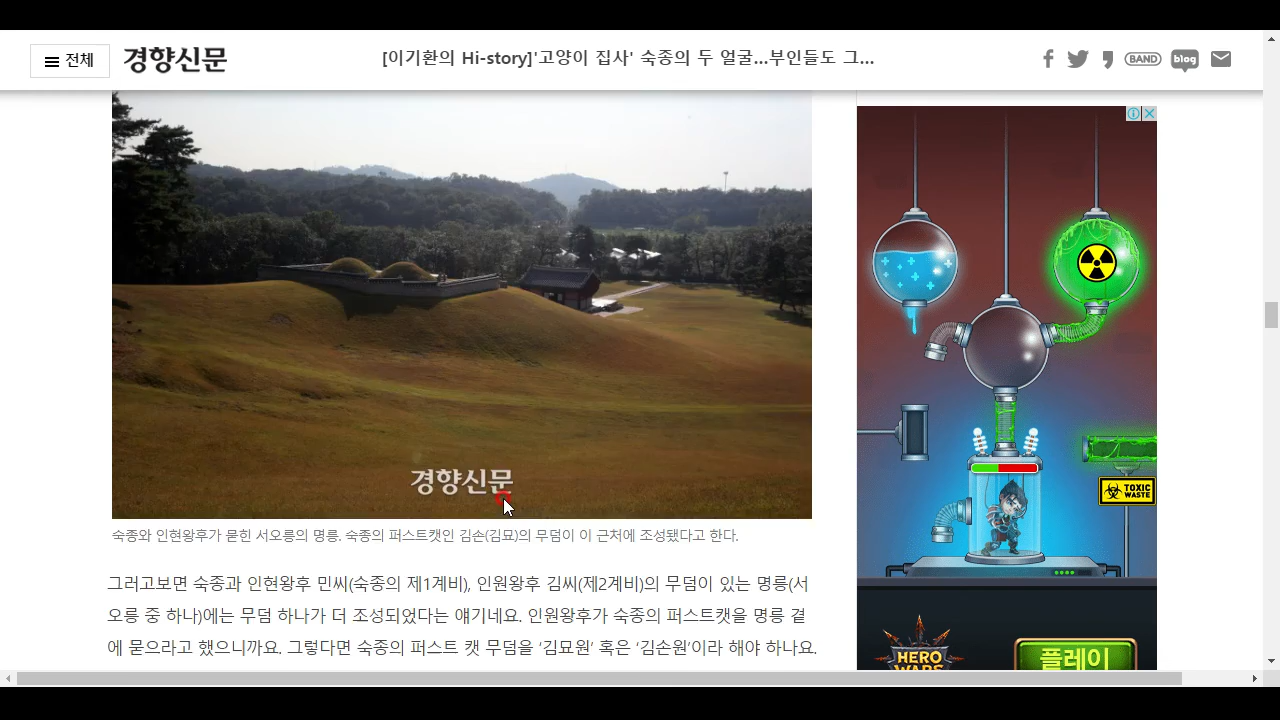 전체
경향신문
[이기환의 Hi-story]'고양이 집사' 숙종의 두 얼굴...부인들도 그...
BAND
blog
경향신문
숙종와 인현왕후가 묻힌 서오릉의 명릉. 숙종의 퍼스트캣인 김손(김묘)의 무덤이 이 근처에 조성됐다고 한다.
그러고보면 숙종과 인현왕후 민씨(숙종의 제1계비), 인원왕후 김씨(제2계비)의 무덤이 있는 명릉(서
오릉 중 하나)에는 무덤 하나가 더 조성되었다는 얘기네요. 인원왕후가 숙종의 퍼스트캣을 명릉 곁
에 묻으라고 했으니까요. 그렇다면 숙종의 퍼스트 캣 무덤을 ‘김묘원’ 혹은 ‘김손원’이라 해야 하나요.
TOXIC
WASTE
HERO
WARS
플레이